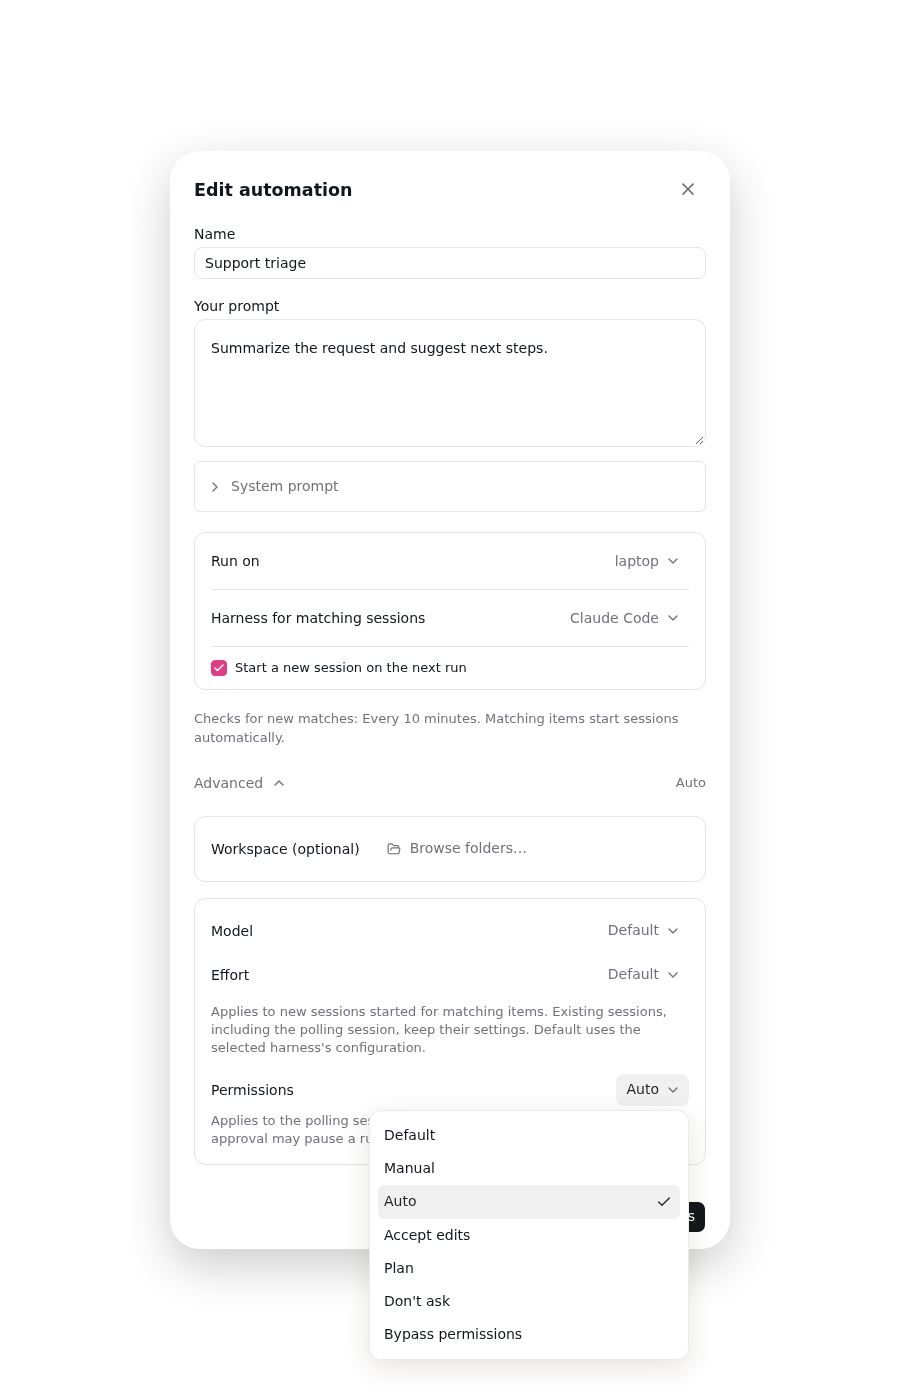 Edit automation
Name
Support triage
Your prompt
Summarize the request and suggest next steps.
System prompt
Run on
laptop
Harness for matching sessions
Claude Code
Start a new session on the next run
Checks for new matches: Every 10 minutes. Matching items start sessions
automatically.
Advanced
Auto
Workspace (optional)
Browse folders...
Model
Default
Effort
Default
Applies to new sessions started for matching items. Existing sessions,
including the polling session, keep their settings. Default uses the
selected harness's configuration.
Permissions
Auto
Applies to the polling
approval may pause a
Default
Manual
Auto
Accept edits
Plan
Don't ask
Bypass permissions